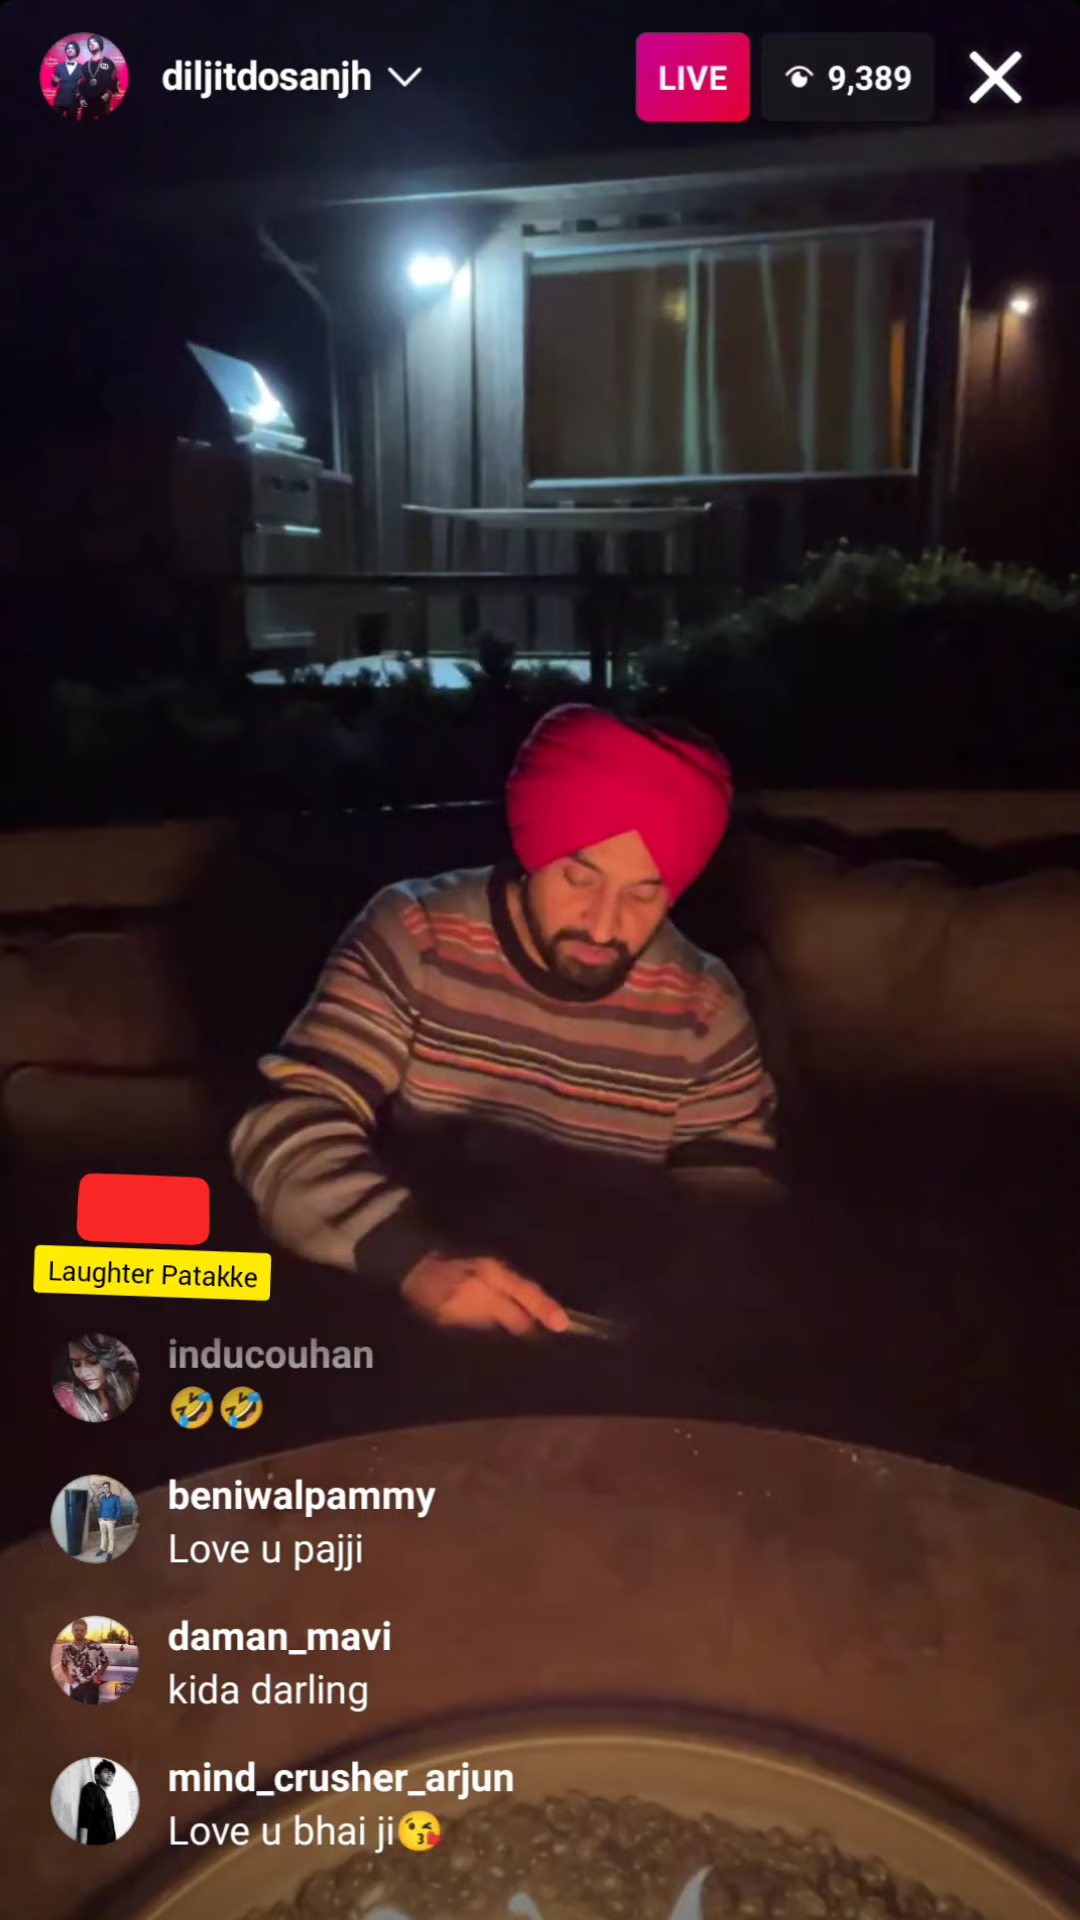 diljitdosanjh
LIVE
9,389
Laughter Patakke
inducouhan
🤣🤣
beniwalpammy
Love u pajji
daman_mavi
kida darling
mind_crusher_arjun
Love u bhai ji😘